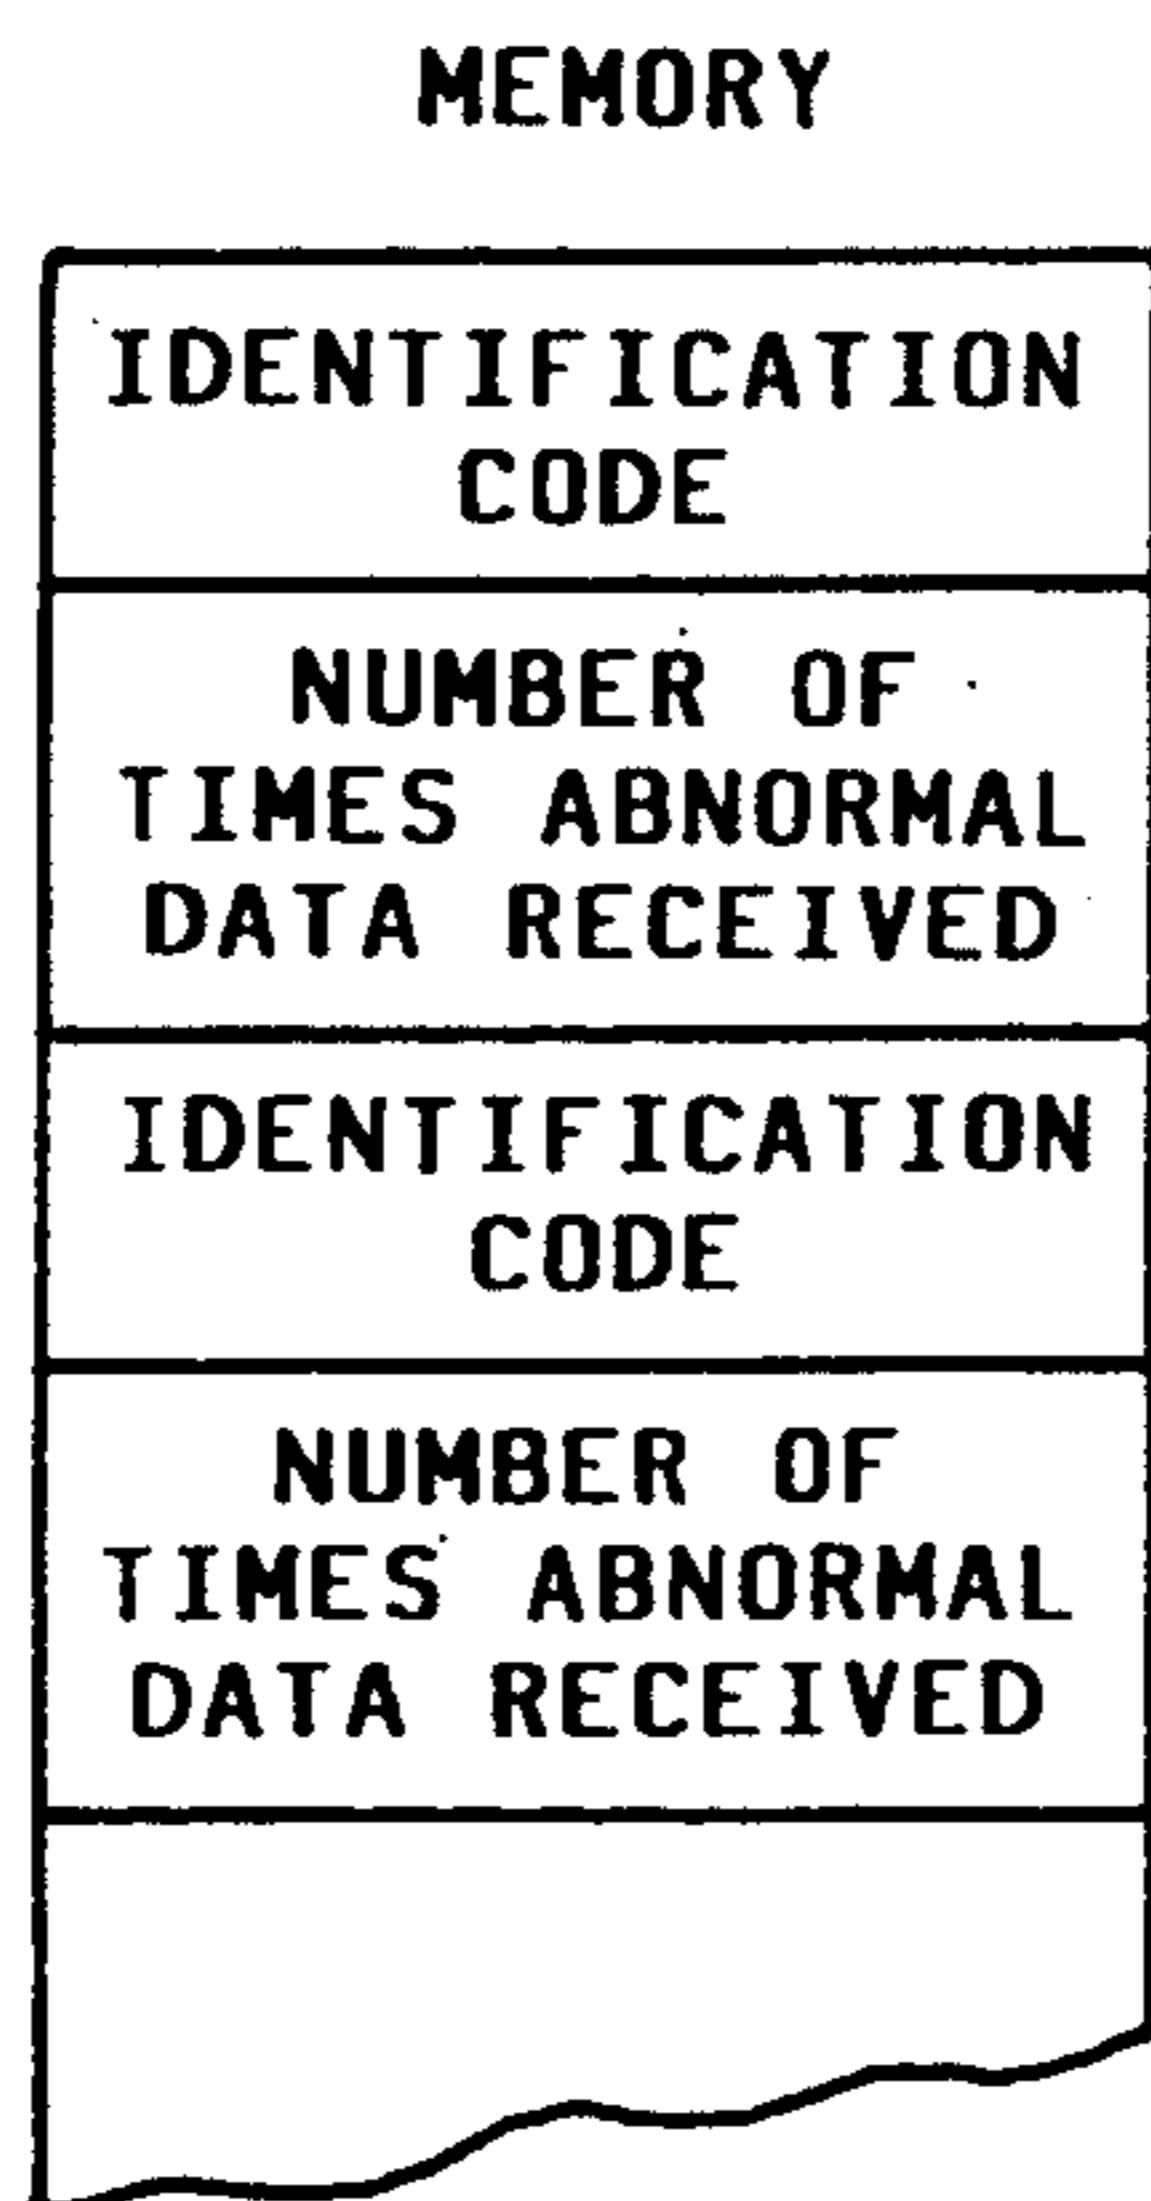 MEMORY
IDENTIFICATION
CODE
NUMBER OF
TIMES ABNORMAL
DATA RECEIVED
IDENTIFICATION
CODE
NUMBER OF
TIMES ABNORMAL
DATA RECEIVED